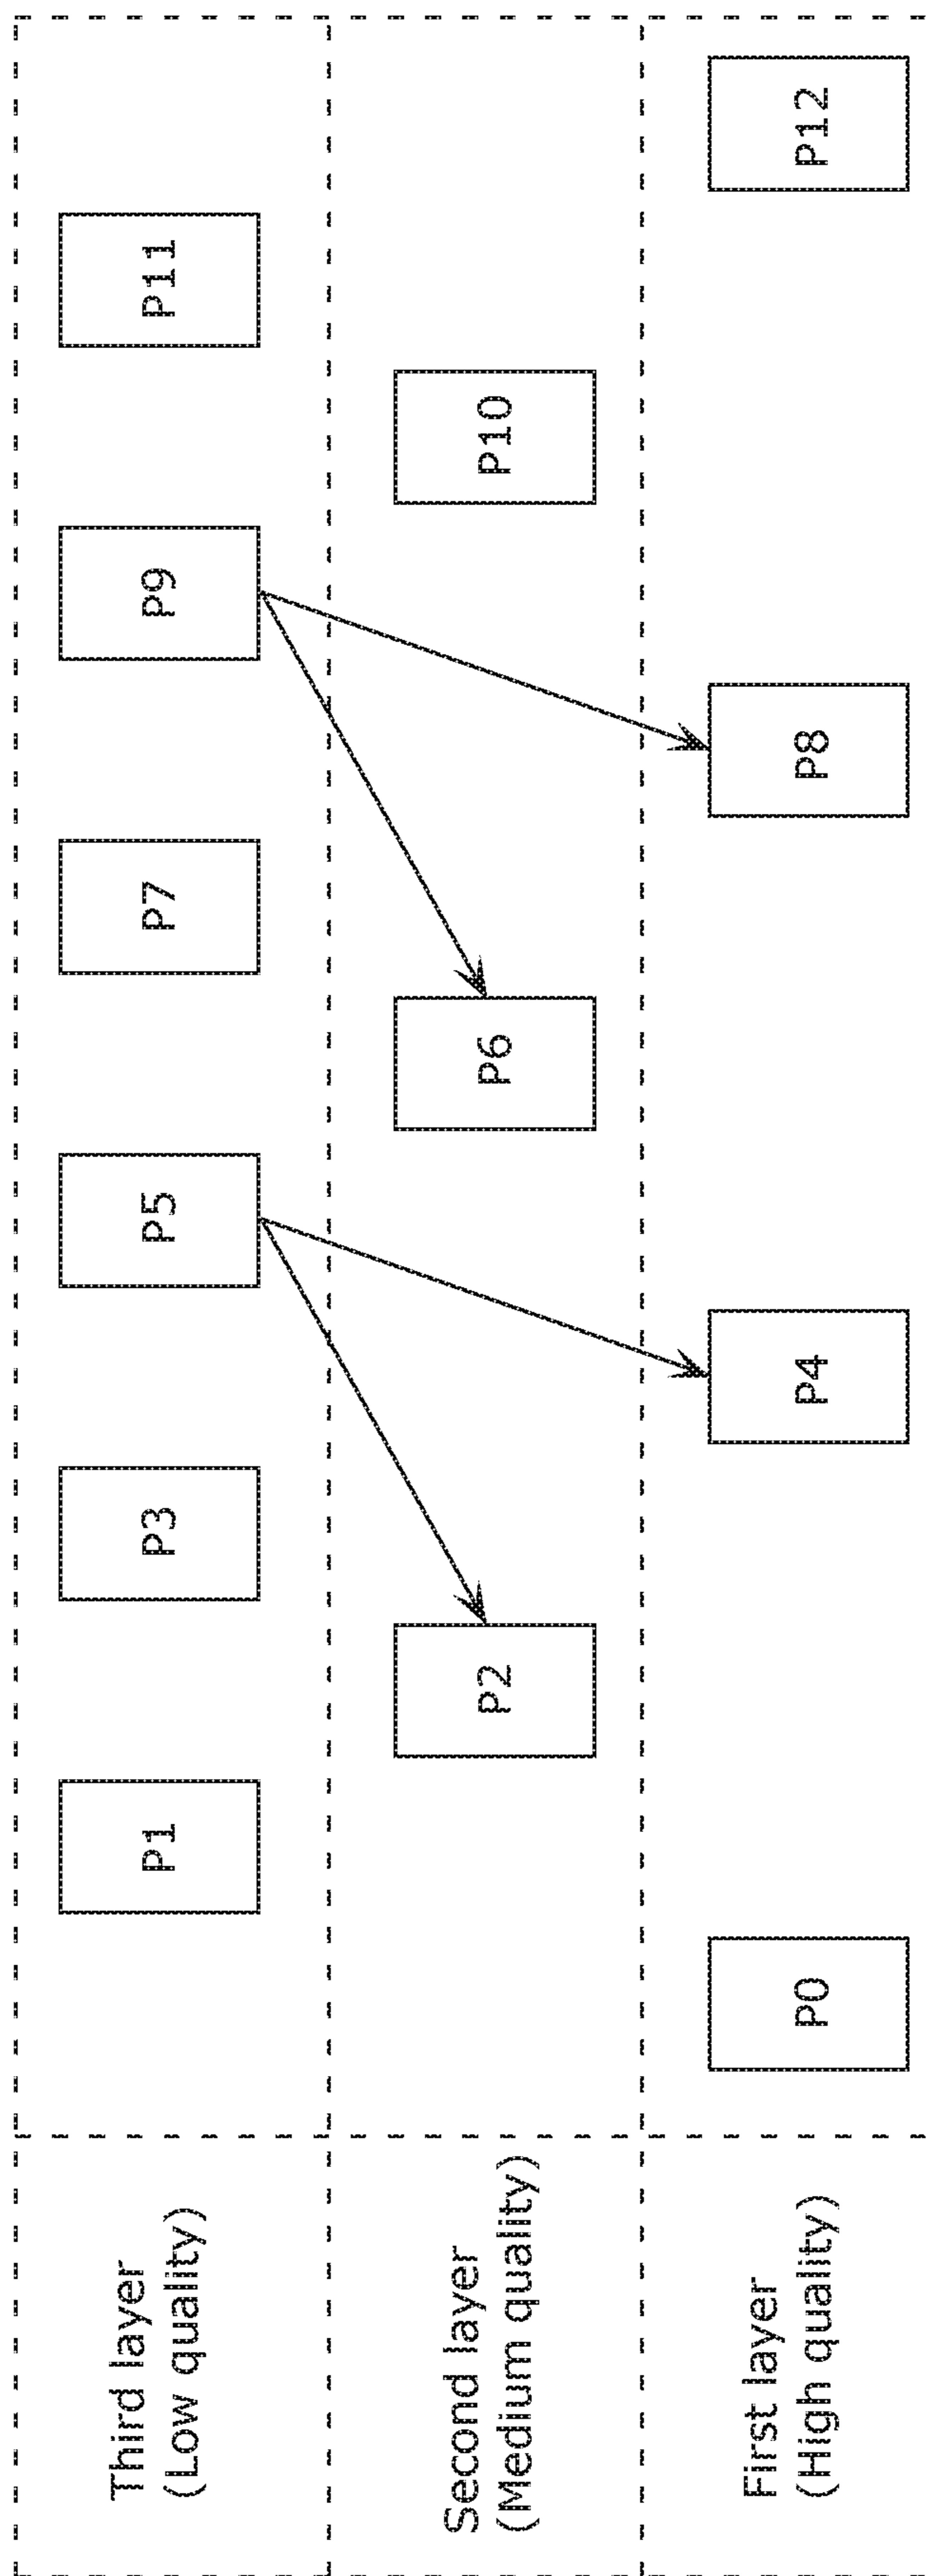 Third layer
(Low quality)
P1
P3
P5
P7
P9
P11
Second layer
(Medium quality)
P2
P6
P10
First layer
(High quality)
P0
P4
P8
P12